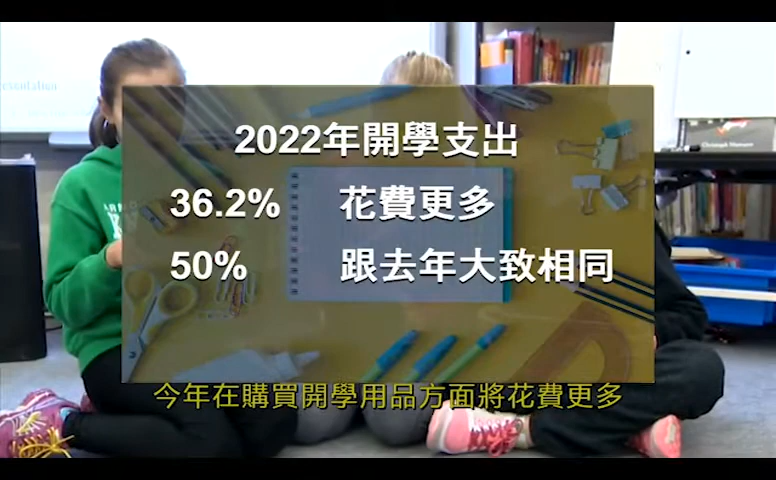 2022年開學支出
36.2% 花費更多
50% 跟去年大致相同
今年在購買開學用品方面將花費更多